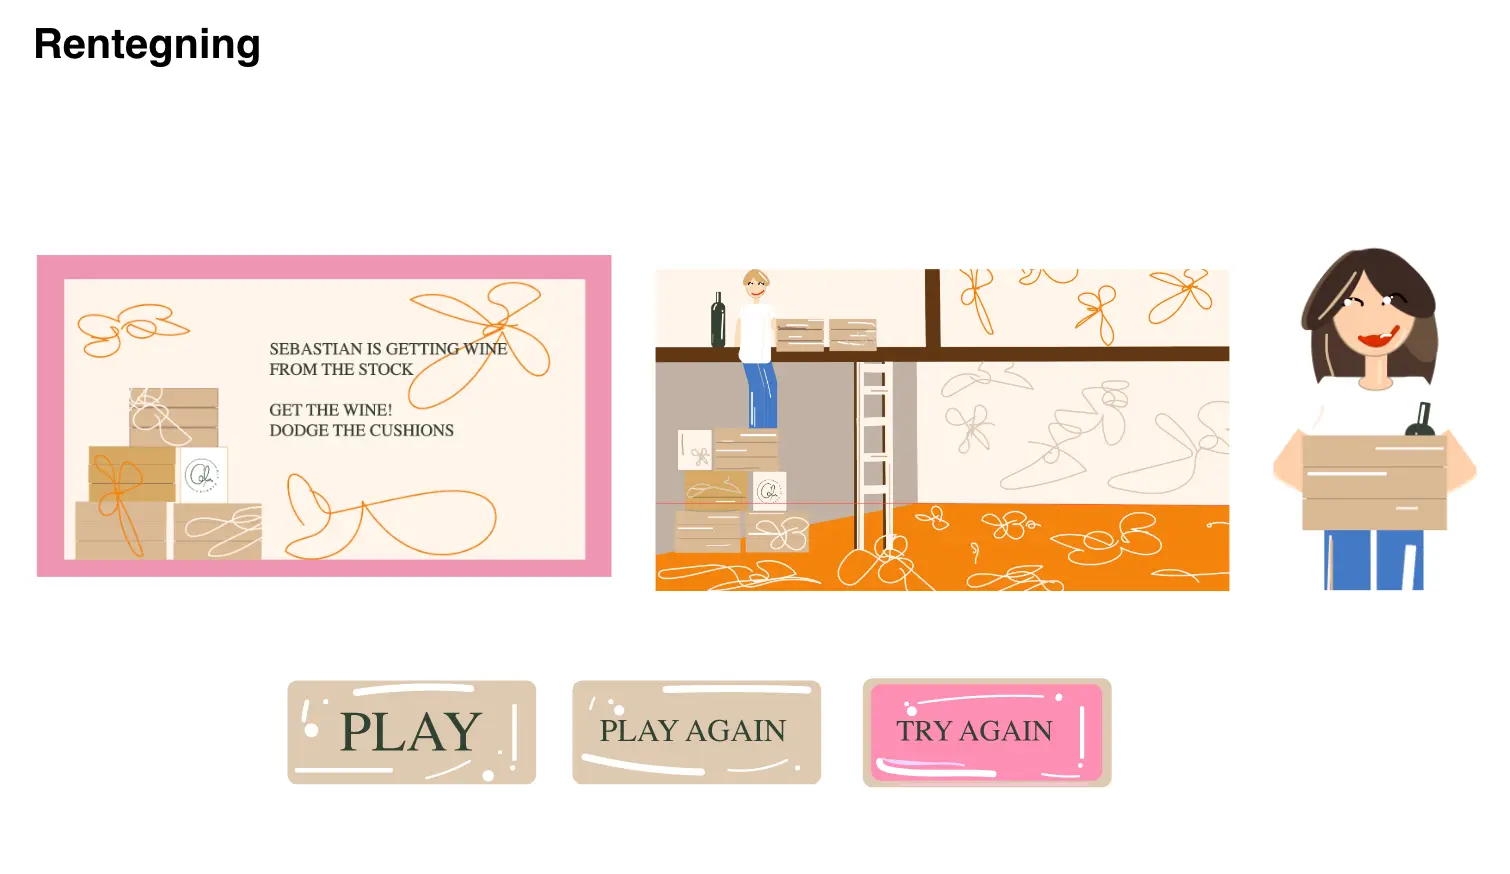 Rentegning
SEBASTIAN IS GETTING WINE
FROM THE STOCK
GET THE WINE!
DODGE THE CUSHIONS
PLAY
PLAY AGAIN
TRY AGAIN